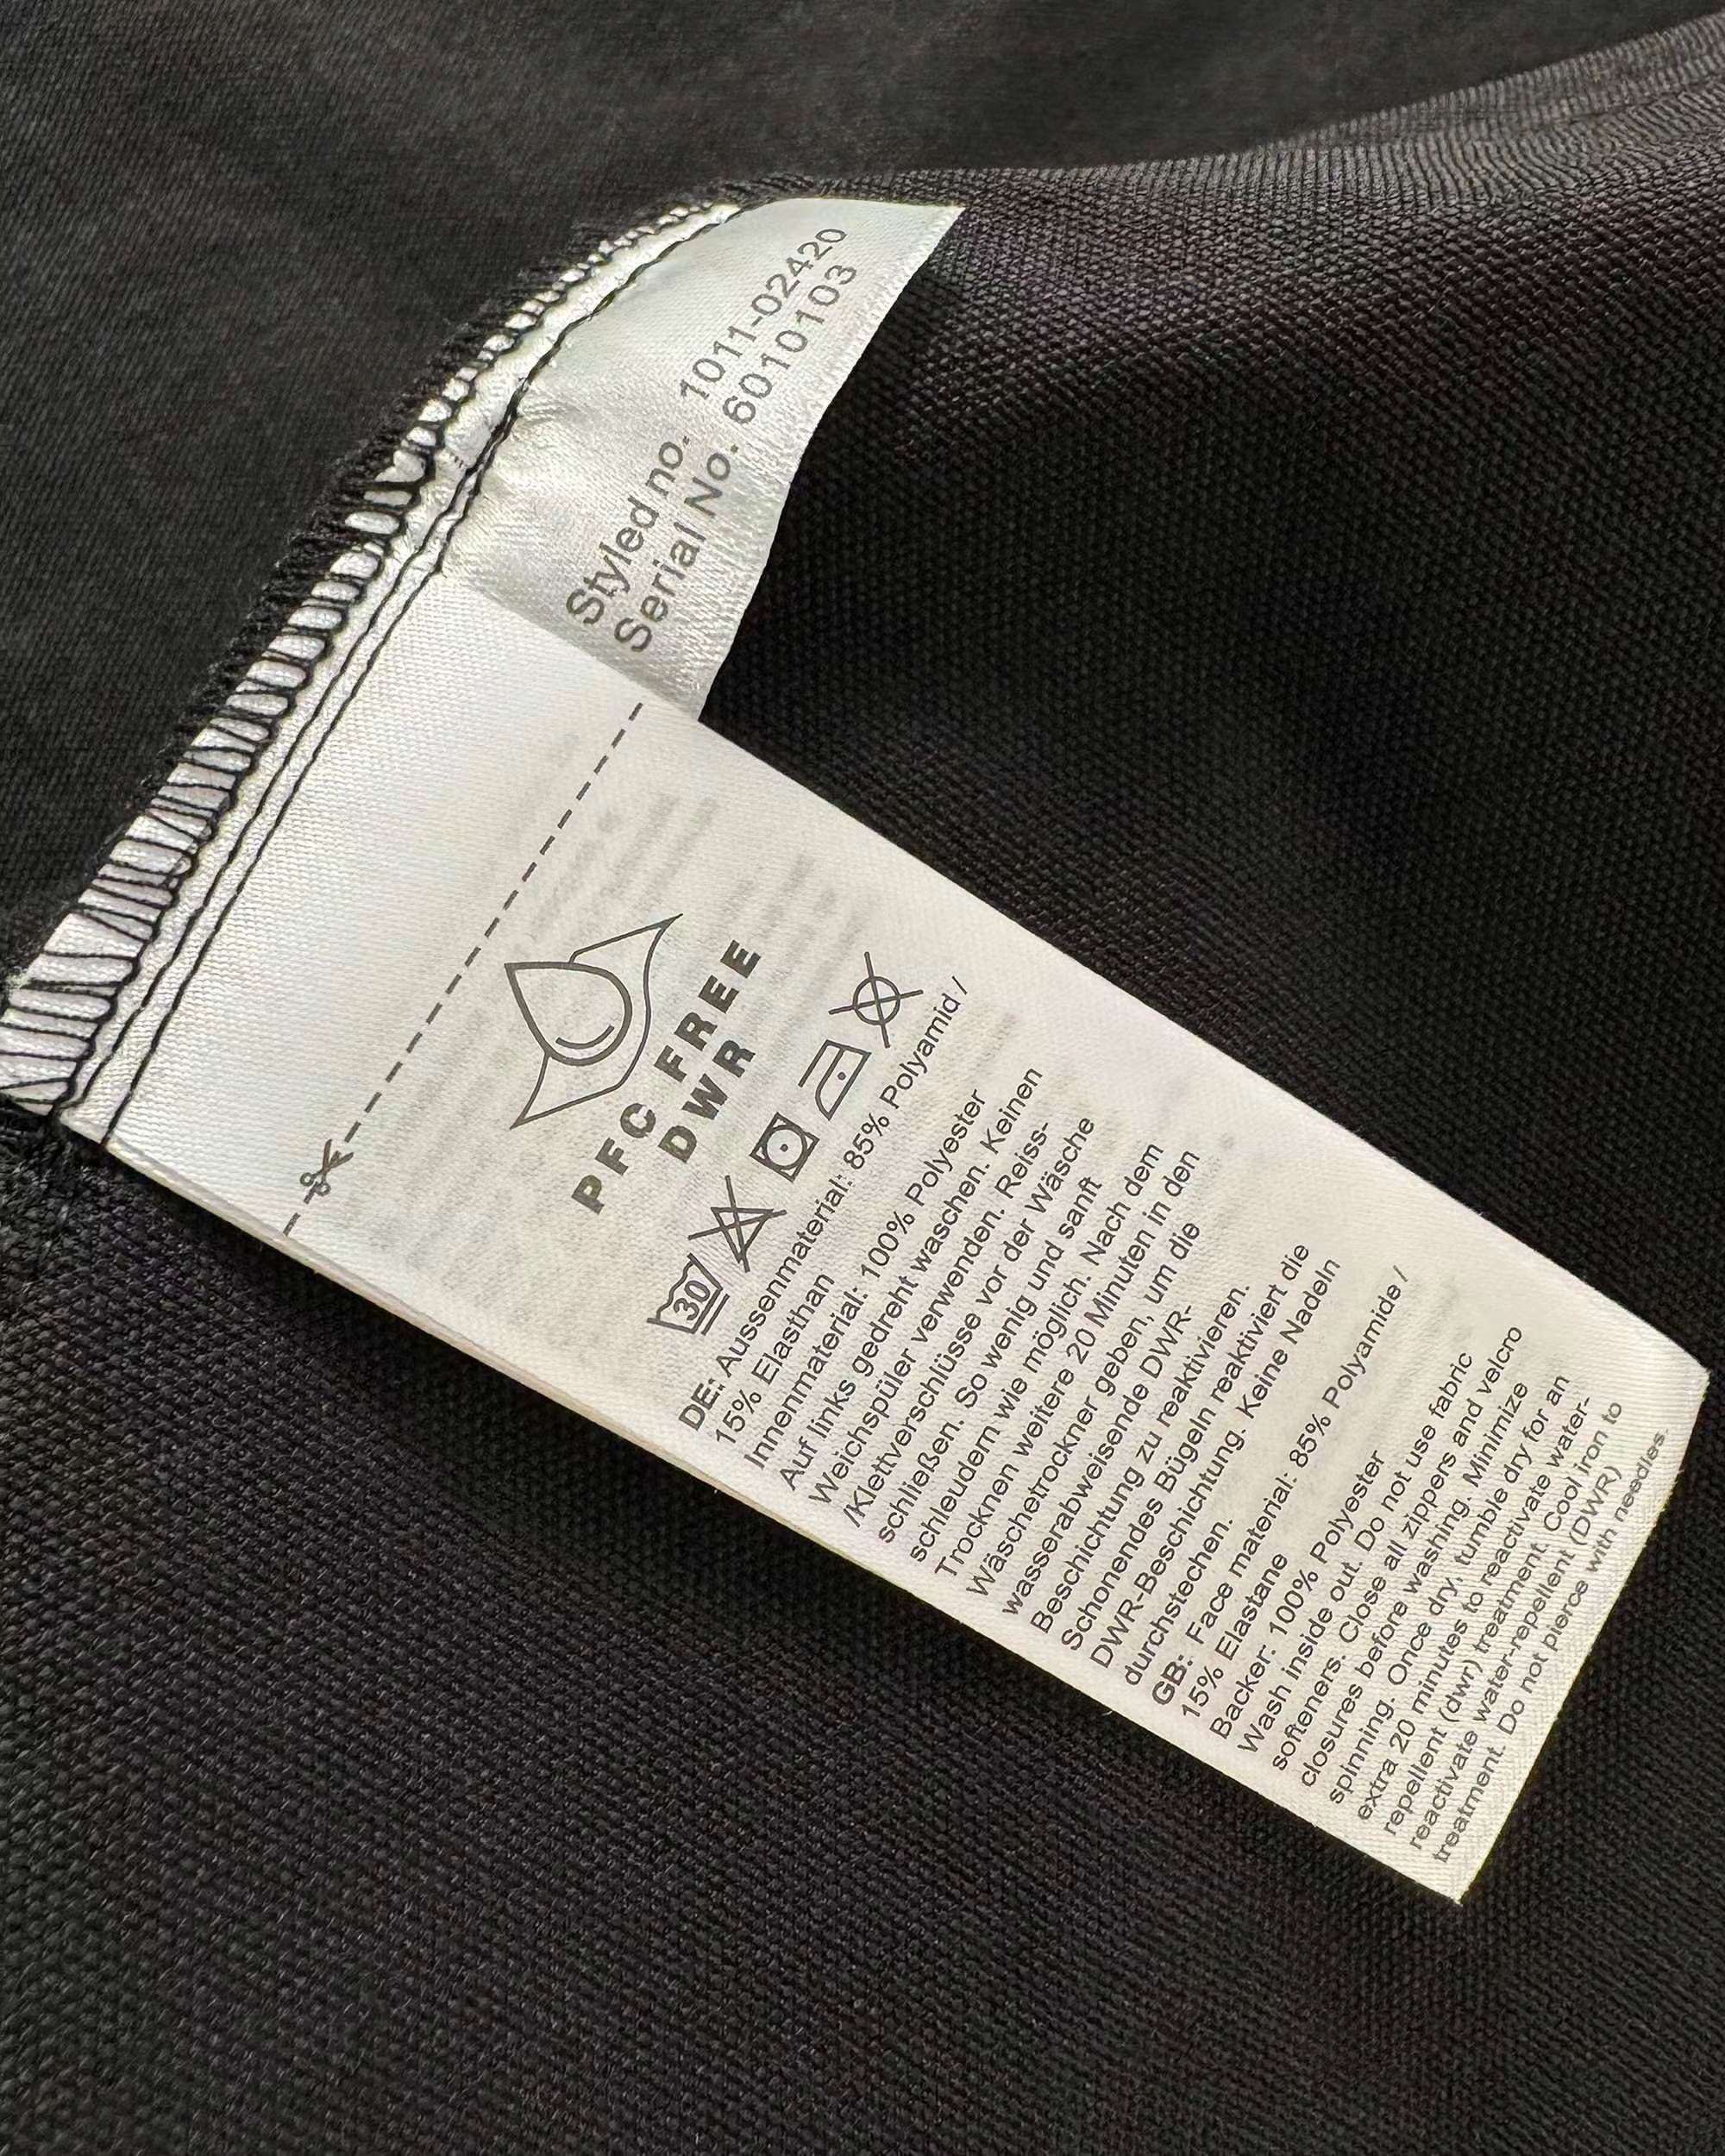 Styled no. 1011-02420
Serial No. 6010103
PFC FREE
DWR
30
DE: Aussenmaterial: 85% Polyamid /
15% Elasthan
Innenmaterial: 100% Polyester
Auf links gedreht waschen. Keinen
Weichspüler verwenden. Reiss-
/Klettverschlüsse vor der Wäsche
schließen. So wenig und sanft
schleudern wie möglich. Nach dem
Trocknen weitere 20 Minuten in den
Wäschetrockner geben, um die
wasserabweisende DWR-
Beschichtung zu reaktivieren.
Schonendes Bügeln reaktiviert die
DWR-Beschichtung. Keine Nadeln
durchstechen.
GB: Face material: 85% Polyamide /
15% Elastane
Backer: 100% Polyester
Wash inside out. Do not use fabric
softeners. Close all zippers and velcro
closures before washing. Minimize
spinning. Once dry, tumble dry for an
extra 20 minutes to reactivate water-
repellent (dwr) treatment. Cool iron to
reactivate water-repellent (DWR)
treatment. Do not pierce with needles.